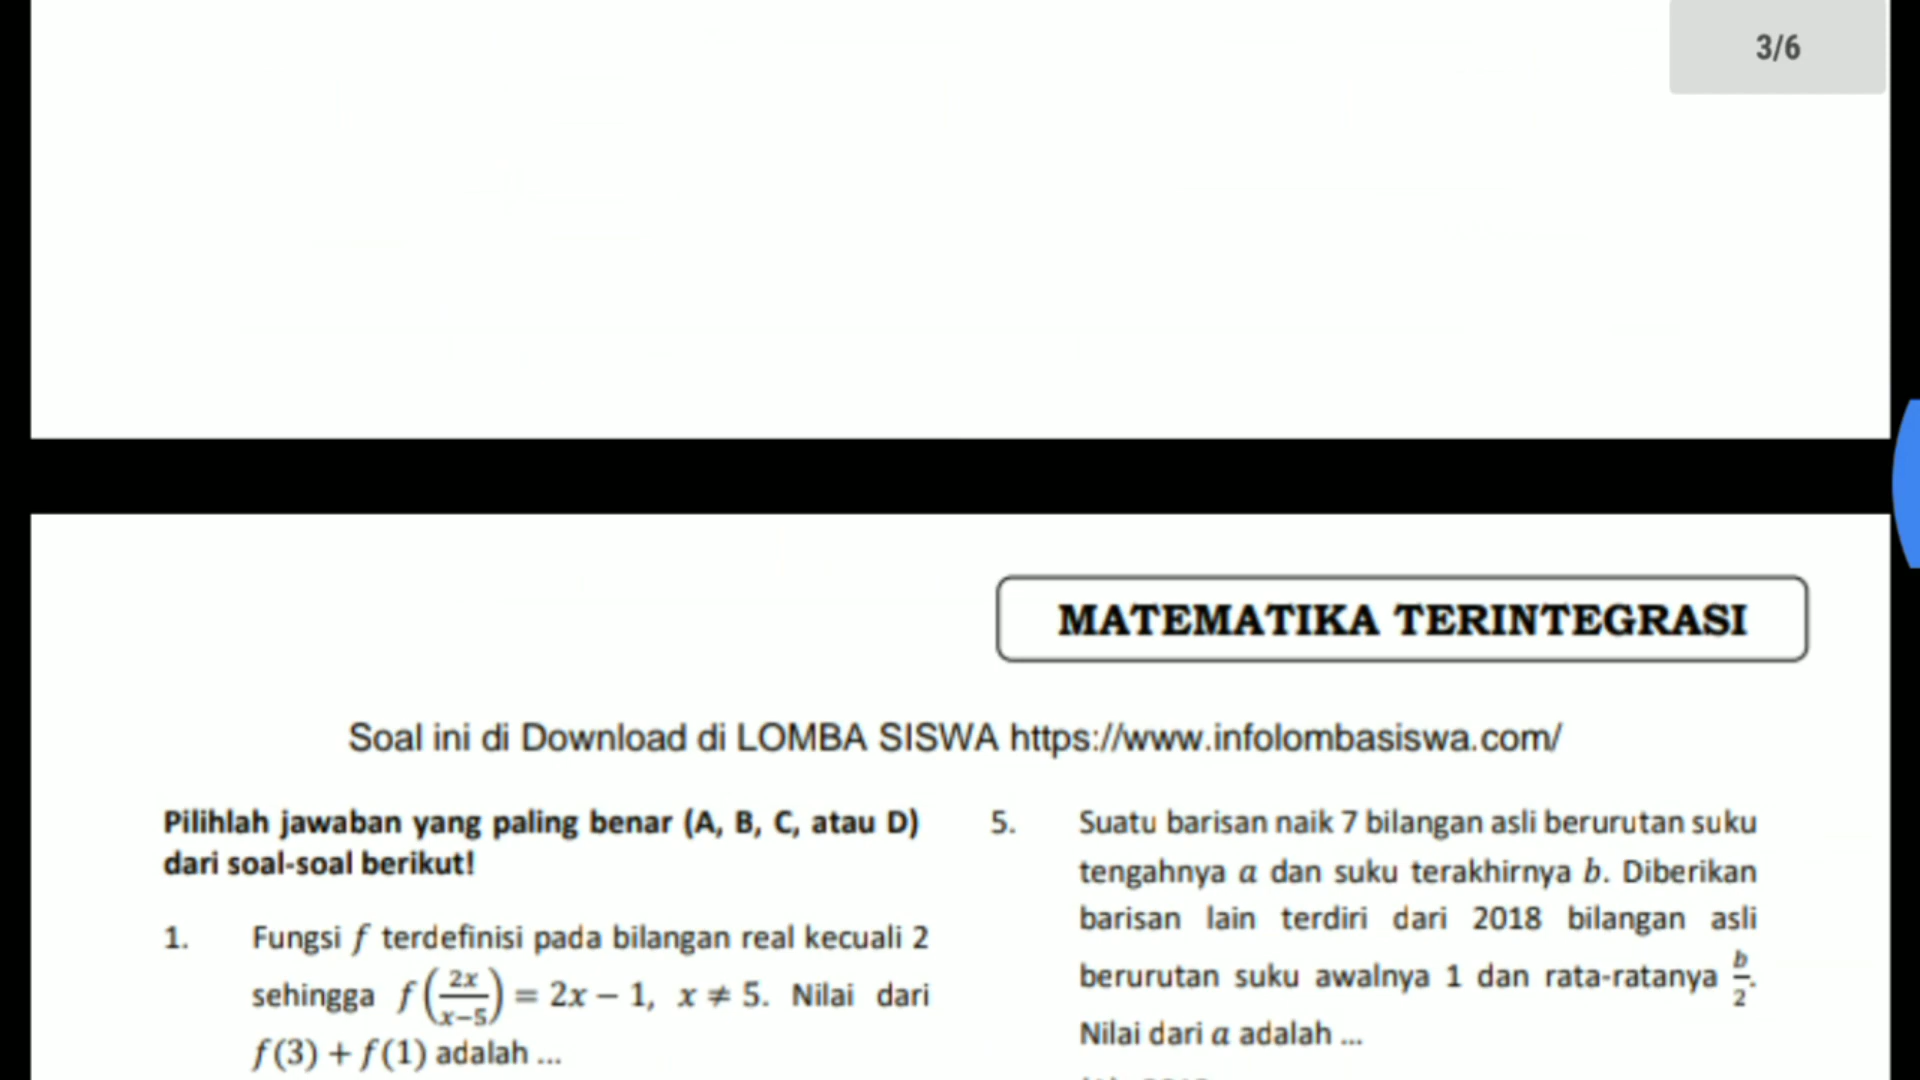 3/6
MATEMATIKA TERINTEGRASI
Soal ini di Download di LOMBA SISWA https://www.infolombasiswa.com/
Pilihlah jawaban yang paling benar (A, B, C, atau D)
dari soal-soal berikut!
1. Fungsi f terdefinisi pada bilangan real kecuali 2
sehingga f(2x/(x−5)) = 2x − 1, x ≠ 5. Nilai dari
f(3) + f(1) adalah ...
5. Suatu barisan naik 7 bilangan asli berurutan suku
tengahnya a dan suku terakhirnya b. Diberikan
barisan lain terdiri dari 2018 bilangan asli
berurutan suku awalnya 1 dan rata-ratanya b/2.
Nilai dari a adalah ...